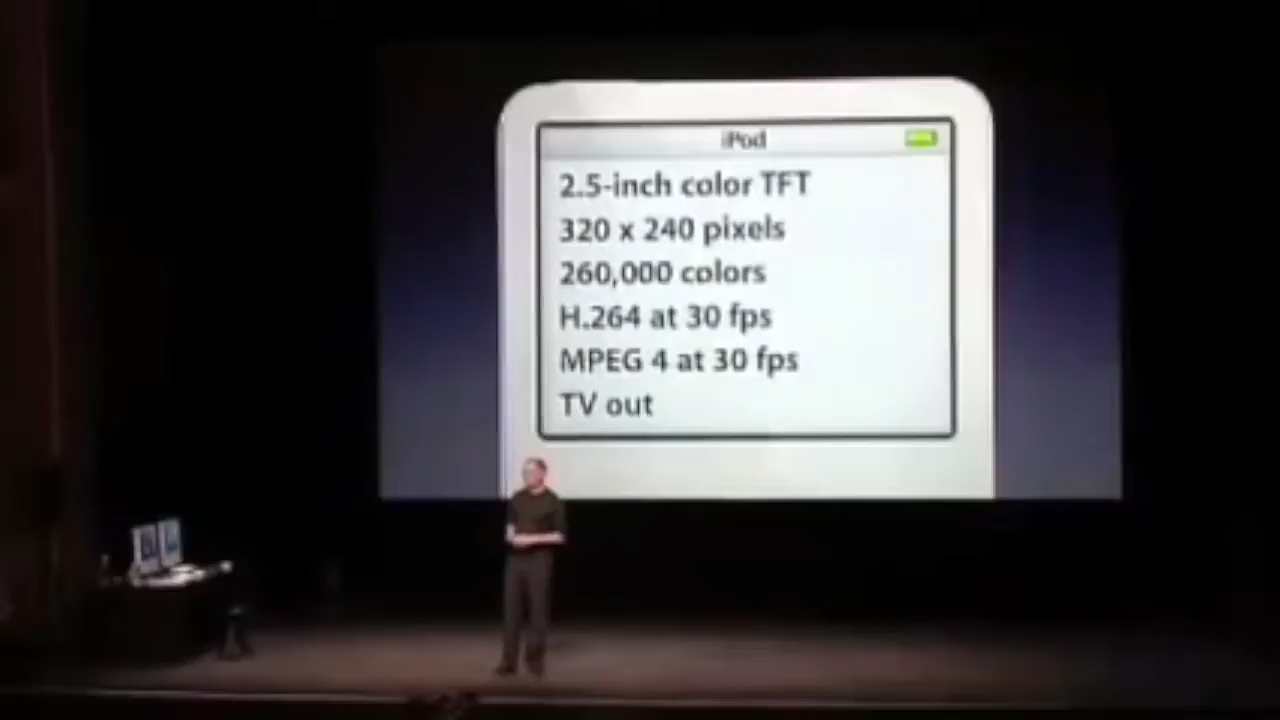 iPod
2.5-inch color TFT
320 x 240 pixels
260,000 colors
H.264 at 30 fps
MPEG 4 at 30 fps
TV out